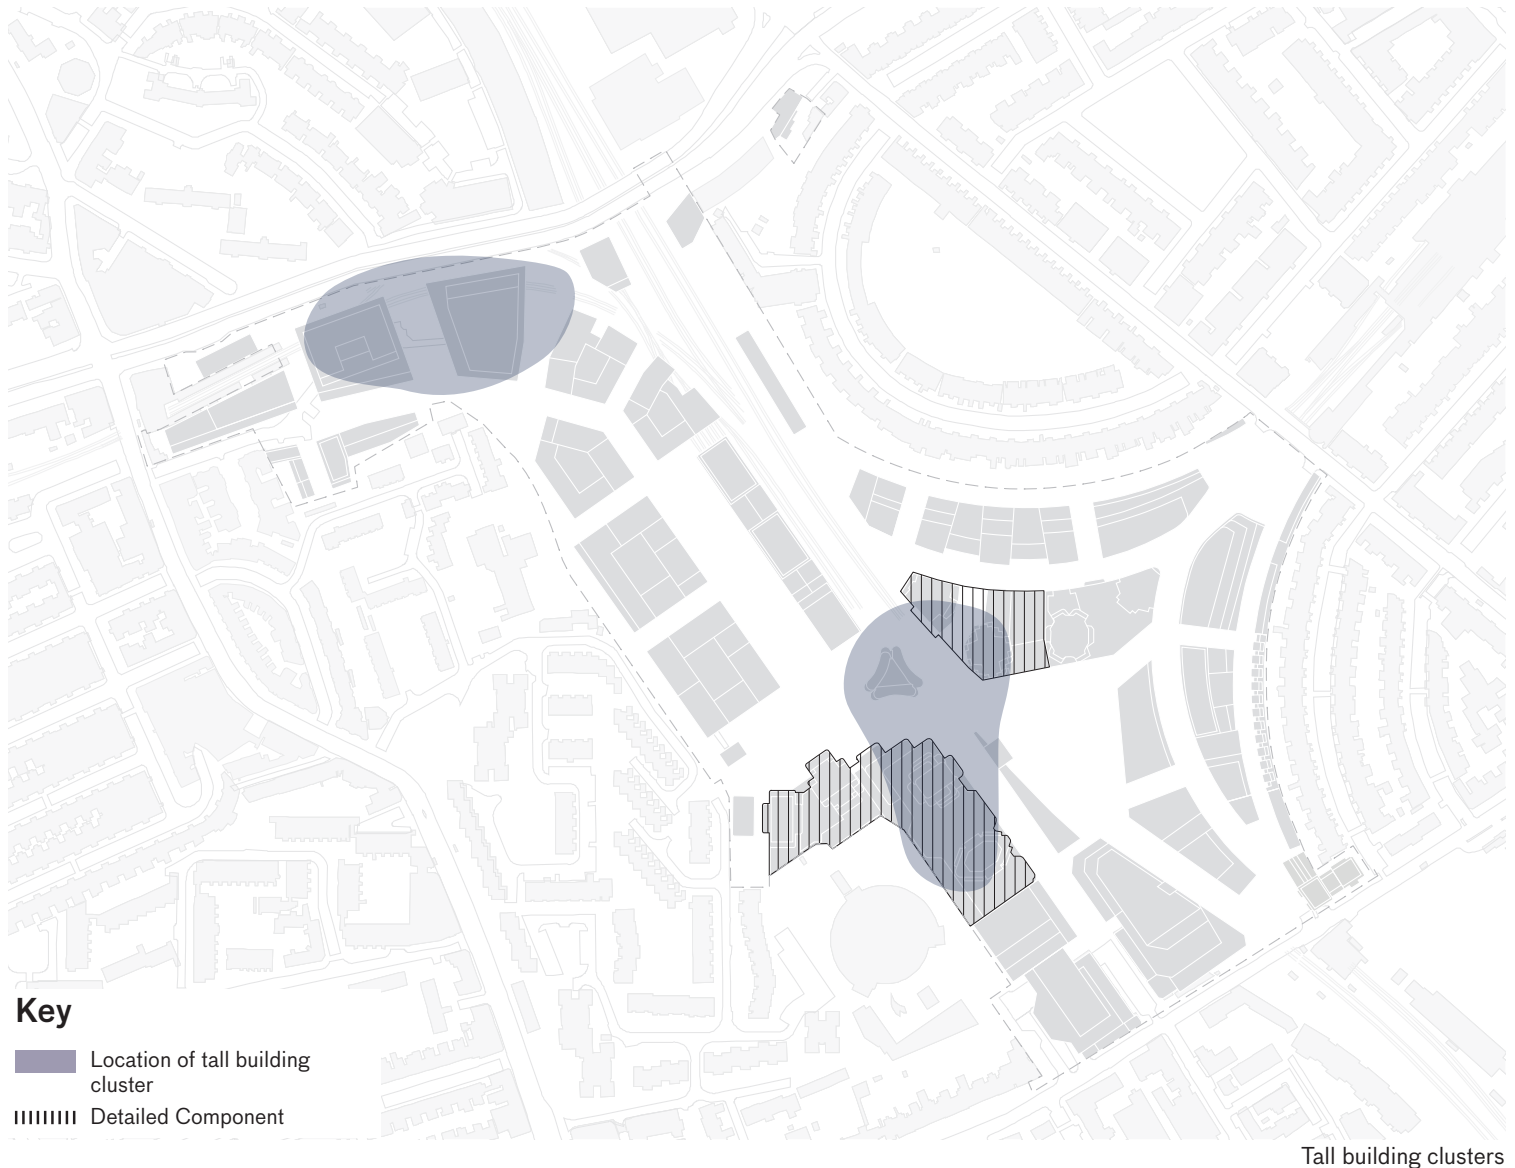 Key
Location of tall building
cluster
Detailed Component
Tall building clusters